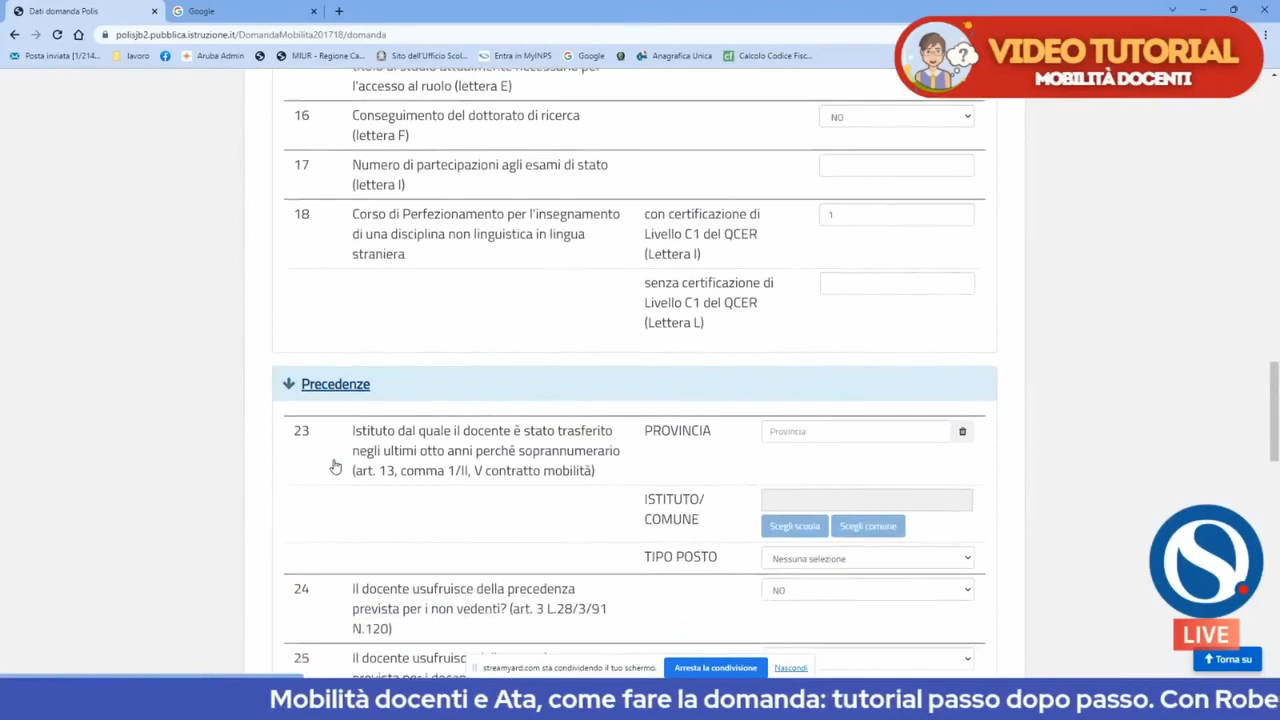 Dati domanda Polis
Google
polisjb2.pubblica.istruzione.it/DomandaMobilita201718/domanda
Posta inviata [1/214...
lavoro
Aruba Admin
MIUR - Regione Ca...
Sito dell'Ufficio Scol...
Entra in MyINPS
Google
Anagrafica Unica
Calcolo Codice Fisc...
VIDEO TUTORIAL
MOBILITÀ DOCENTI
titolo di studio attualmente necessario per
l'accesso al ruolo (lettera E)
16 Conseguimento del dottorato di ricerca NO
(lettera F)
17 Numero di partecipazioni agli esami di stato
(lettera I)
18 Corso di Perfezionamento per l'insegnamento con certificazione di 1
di una disciplina non linguistica in lingua Livello C1 del QCER
straniera (Lettera I)
senza certificazione di
Livello C1 del QCER
(Lettera L)
Precedenze
23 Istituto dal quale il docente è stato trasferito PROVINCIA Provincia
negli ultimi otto anni perché soprannumerario
(art. 13, comma 1/II, V contratto mobilità)
ISTITUTO/
COMUNE
Scegli scuola Scegli comune
TIPO POSTO Nessuna selezione
24 Il docente usufruisce della precedenza NO
prevista per i non vedenti? (art. 3 L.28/3/91
N.120)
25 Il docente usufruisc
LIVE
Torna su
streamyard.com sta condividendo il tuo schermo. Arresta la condivisione Nascondi
Mobilità docenti e Ata, come fare la domanda: tutorial passo dopo passo. Con Robe